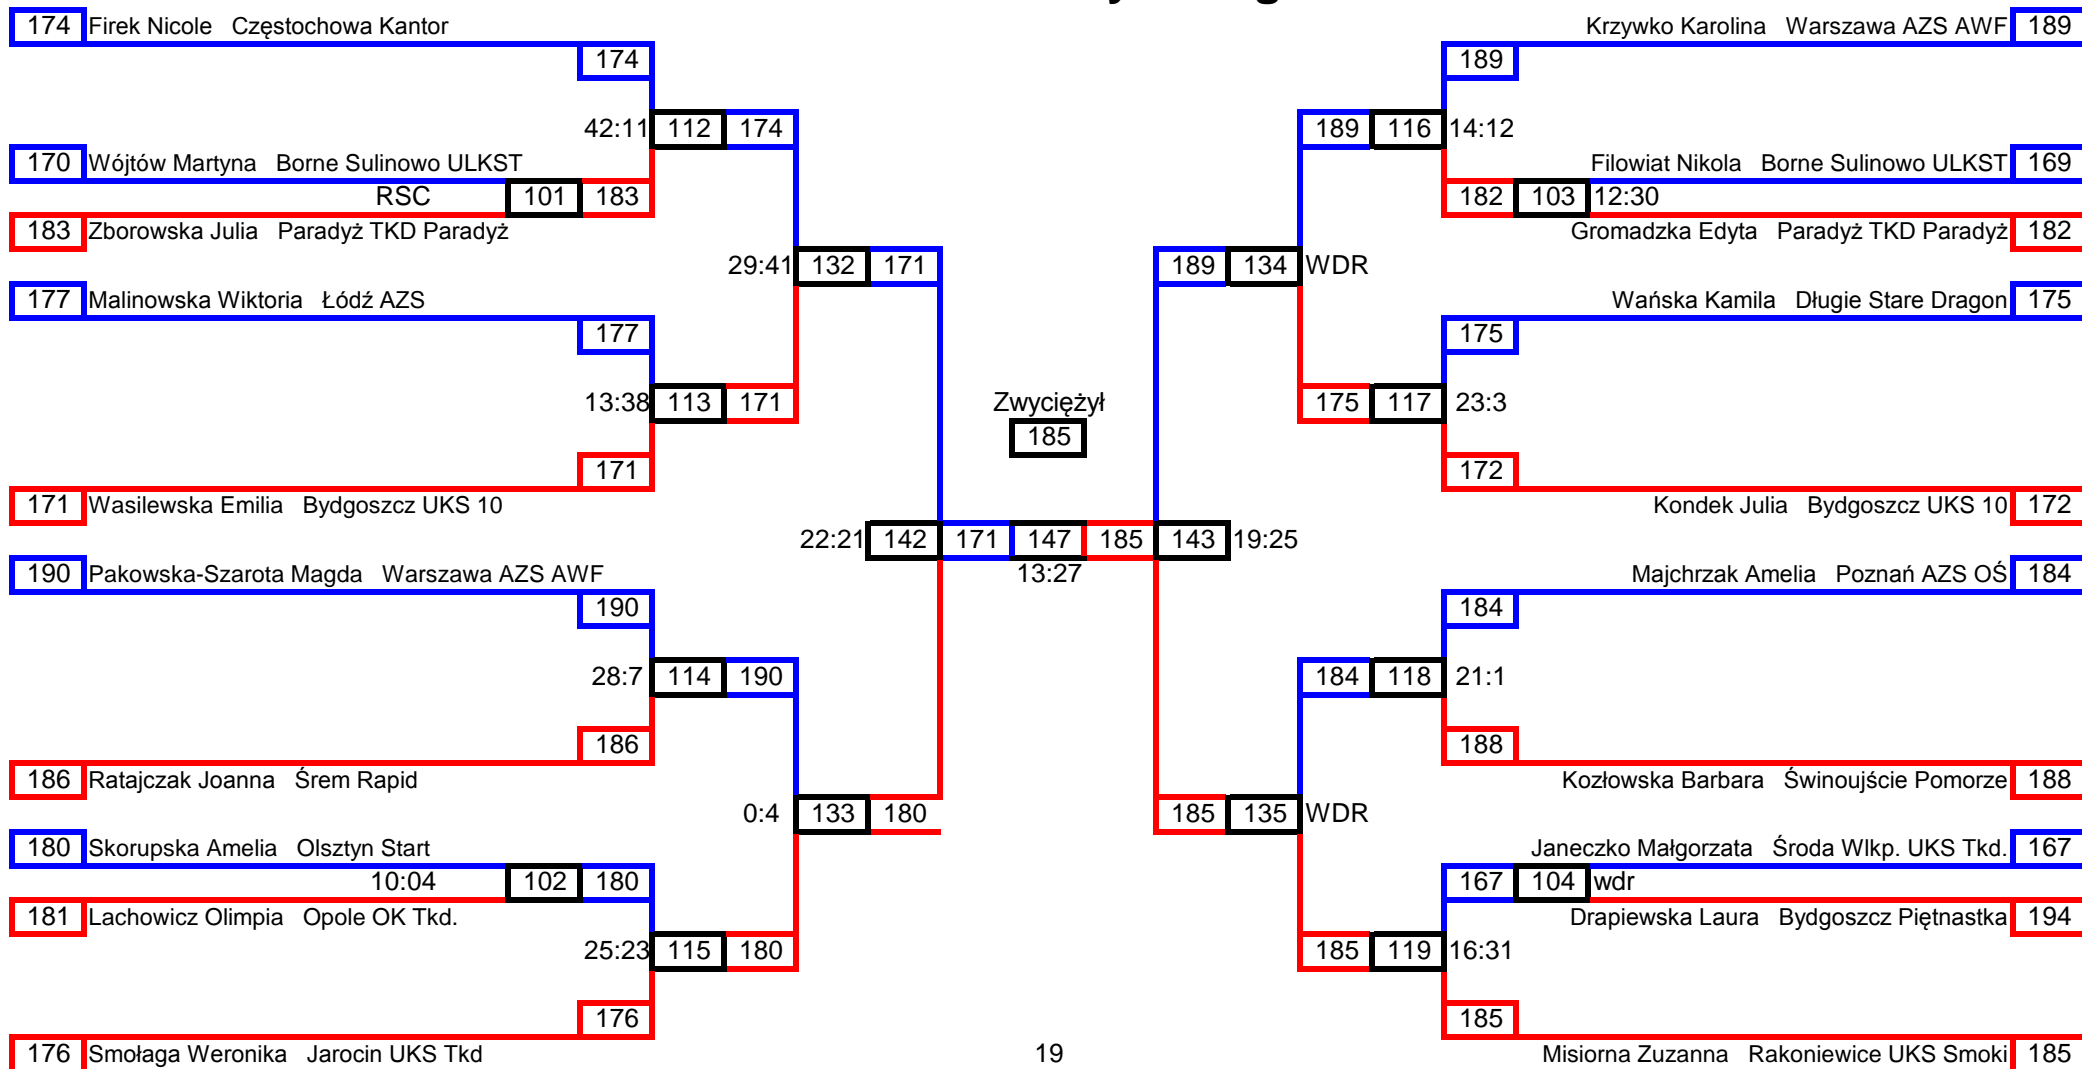 174 Firek Nicole Częstochowa Kantor Krzywko Karolina Warszawa AZS AWF 189
174 189
42:11 112 174 189 116 14:12
170 Wójtów Martyna Borne Sulinowo ULKST Filowiat Nikola Borne Sulinowo ULKST 169
RSC 101 183 182 103 12:30
183 Zborowska Julia Paradyż TKD Paradyż Gromadzka Edyta Paradyż TKD Paradyż 182
29:41 132 171 189 134 WDR
177 Malinowska Wiktoria Łódź AZS Wańska Kamila Długie Stare Dragon 175
177 175
13:38 113 171 Zwyciężył 175 117 23:3
185
171 172
171 Wasilewska Emilia Bydgoszcz UKS 10 Kondek Julia Bydgoszcz UKS 10 172
22:21 142 171 147 185 143 19:25
13:27
190 Pakowska-Szarota Magda Warszawa AZS AWF Majchrzak Amelia Poznań AZS OŚ 184
190 184
28:7 114 190 184 118 21:1
186 188
186 Ratajczak Joanna Śrem Rapid Kozłowska Barbara Świnoujście Pomorze 188
0:4 133 180 185 135 WDR
180 Skorupska Amelia Olsztyn Start Janeczko Małgorzata Środa Wlkp. UKS Tkd. 167
10:04 102 180 167 104 wdr
181 Lachowicz Olimpia Opole OK Tkd. Drapiewska Laura Bydgoszcz Piętnastka 194
25:23 115 180 185 119 16:31
176 185
176 Smołaga Weronika Jarocin UKS Tkd 19 Misiorna Zuzanna Rakoniewice UKS Smoki 185